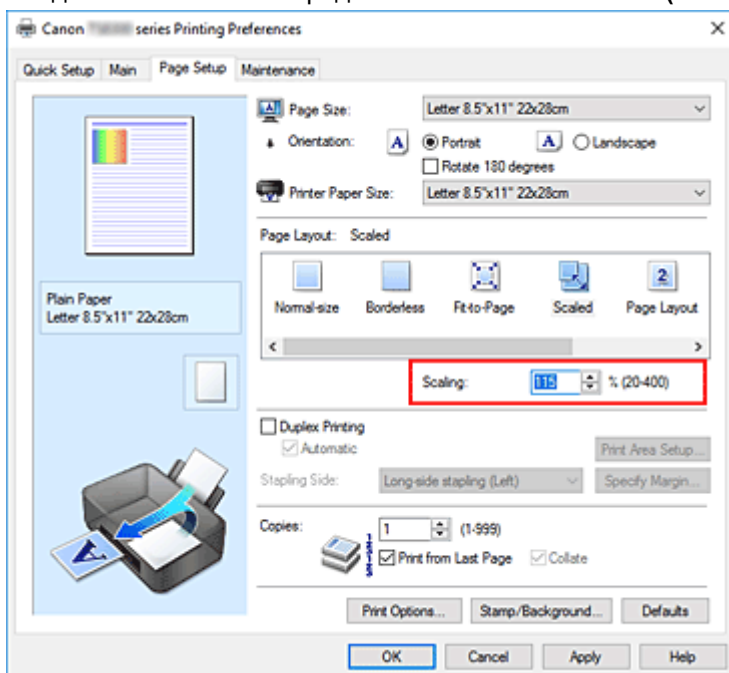 Canon series Printing Preferences
Quick Setup Main Page Setup Maintenance
Page Size: Letter 8.5"x11" 22x28cm
Orientation: A Portrait A Landscape
Rotate 180 degrees
Printer Paper Size: Letter 8.5"x11" 22x28cm
Page Layout: Scaled
Normal-size Borderless Fit-to-Page Scaled 2 Page Layout
Plain Paper
Letter 8.5"x11" 22x28cm
Scaling: 115 % (20-400)
Duplex Printing
Automatic
Print Area Setup...
Stapling Side: Long-side stapling (Left) Specify Margin...
Copies: 1 (1-999)
Print from Last Page Collate
Print Options... Stamp/Background... Defaults
OK Cancel Apply Help